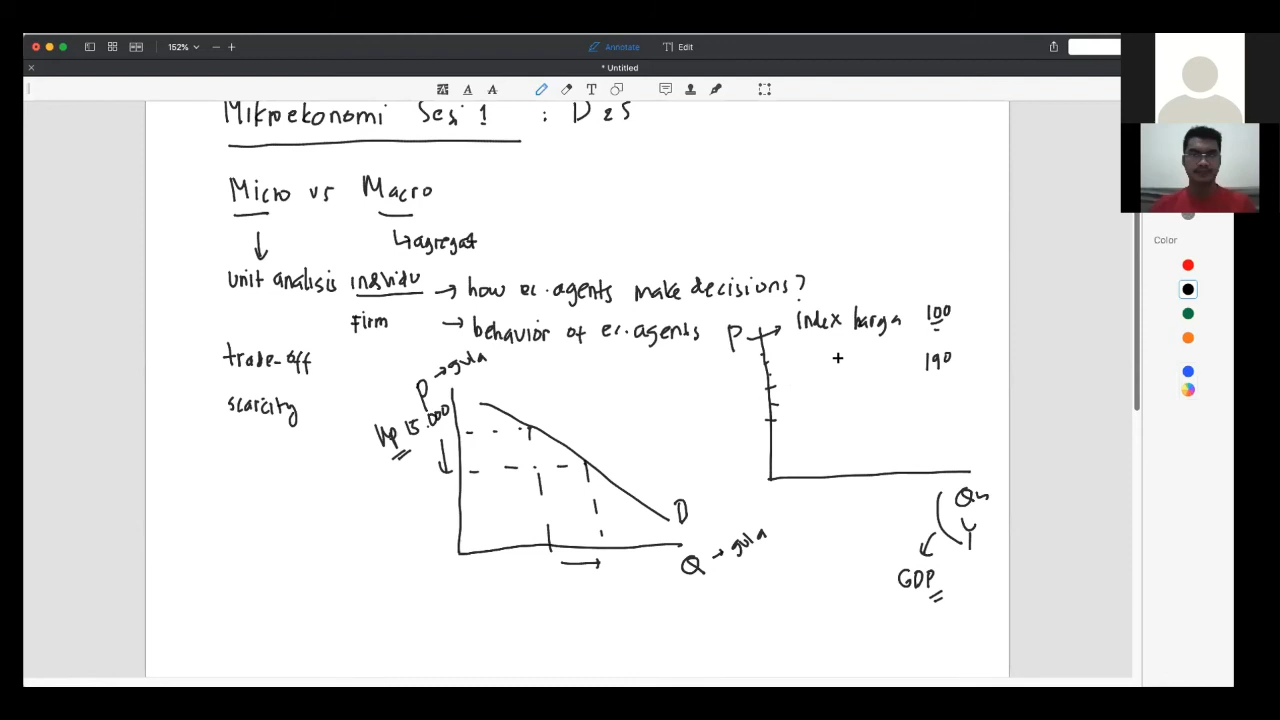 152%
Annotate
Edit
* Untitled
Color
Mikroekonomi Sesi 1 : D & S
Micro vs Macro
agregat
unit analisis individu → how ec. agents make decisions?
Firm → behavior of ec. agents
trade-off
scarcity
P → gula
Rp 15.000
D
Q → gula
P → index harga 100
190
Q
Y
GDP